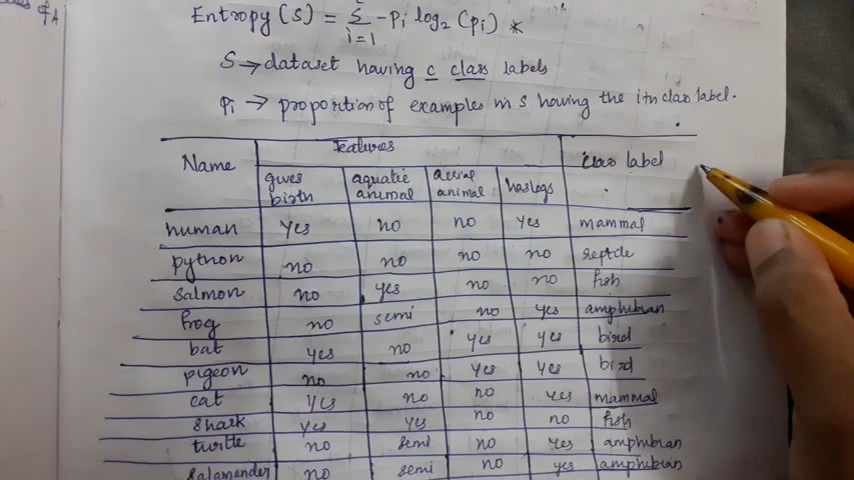 of A
Entropy (S) = Σ -pi log2 (pi) *
i=1
S → dataset having c class labels
pi → proportion of examples in S having the ith class label.
Name Features class label
gives birth aquatic animal aerial animal has legs
human yes no no yes mammal
python no no no no reptile
salmon no yes no no fish
frog no semi no yes amphibian
bat yes no yes yes bird
pigeon no no yes yes bird
cat yes no no yes mammal
shark yes yes no no fish
turtle no semi no yes amphibian
salamander no semi no yes amphibian